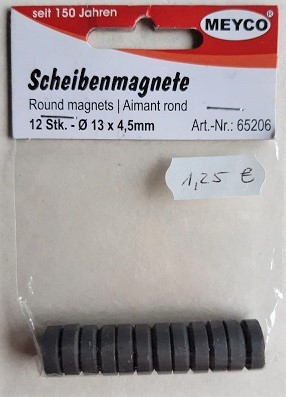 seit 150 Jahren
MEYCO®
Scheibenmagnete
Round magnets | Aimant rond
12 Stk. - Ø 13 x 4,5mm Art.-Nr.: 65206
1,25 €